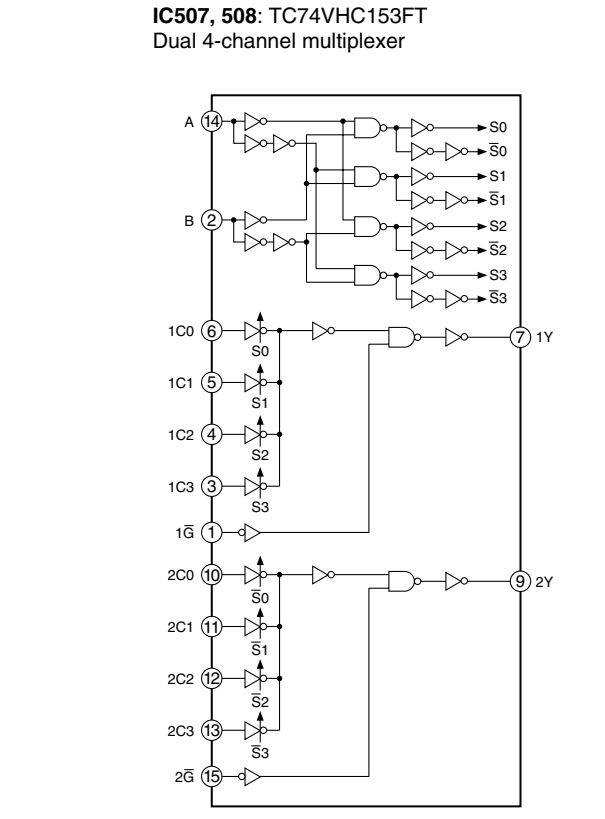 IC507, 508: TC74VHC153FT
Dual 4-channel multiplexer
A 14
S0
S̅0
S1
S̅1
B 2
S2
S̅2
S3
S̅3
1C0 6
S0
7 1Y
1C1 5
S1
1C2 4
S2
1C3 3
S3
1G̅ 1
2C0 10
S̅0
9 2Y
2C1 11
S̅1
2C2 12
S̅2
2C3 13
S̅3
2G̅ 15